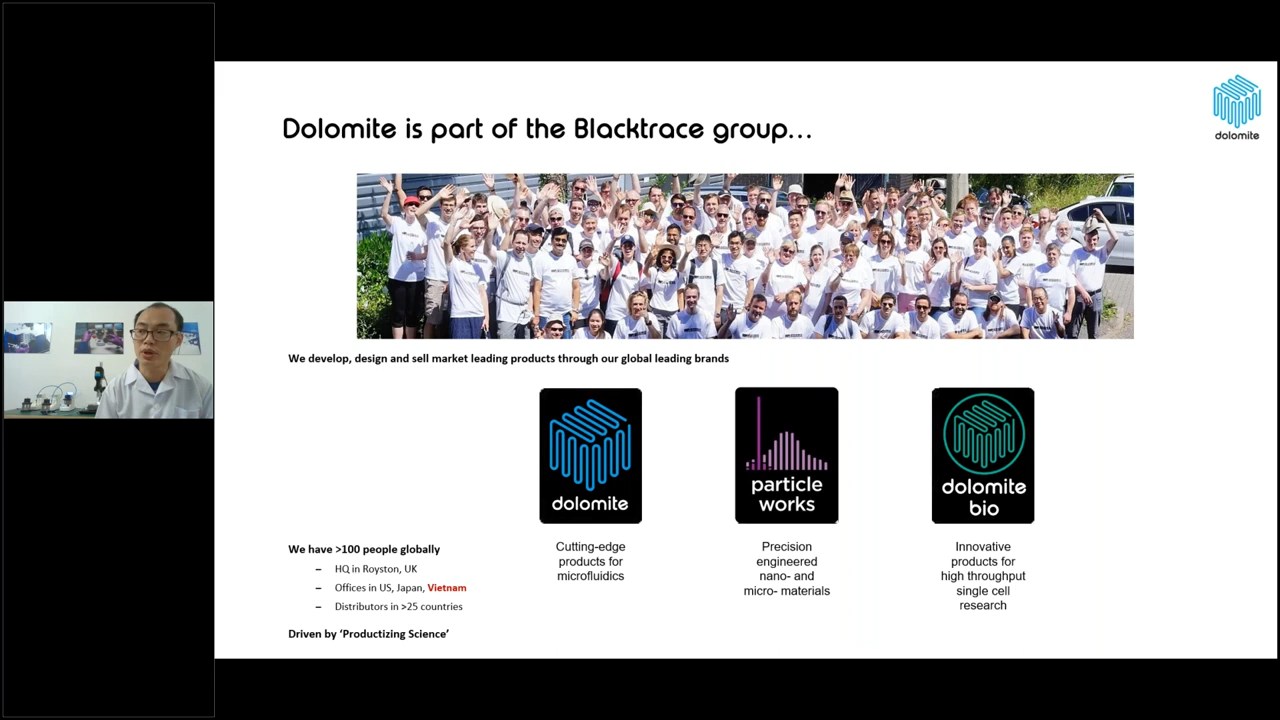 Dolomite is part of the Blacktrace group...
dolomite
We develop, design and sell market leading products through our global leading brands
dolomite
particle
works
dolomite
bio
Cutting-edge
products for
microfluidics
Precision
engineered
nano- and
micro- materials
Innovative
products for
high throughput
single cell
research
We have >100 people globally
– HQ in Royston, UK
– Offices in US, Japan, Vietnam
– Distributors in >25 countries
Driven by ‘Productizing Science’